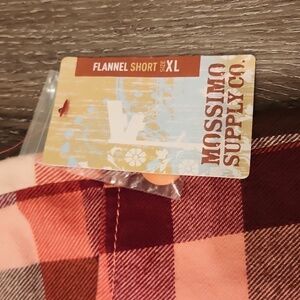 FLANNEL SHORT SIZE XL
MOSSIMO
SUPPLY CO.